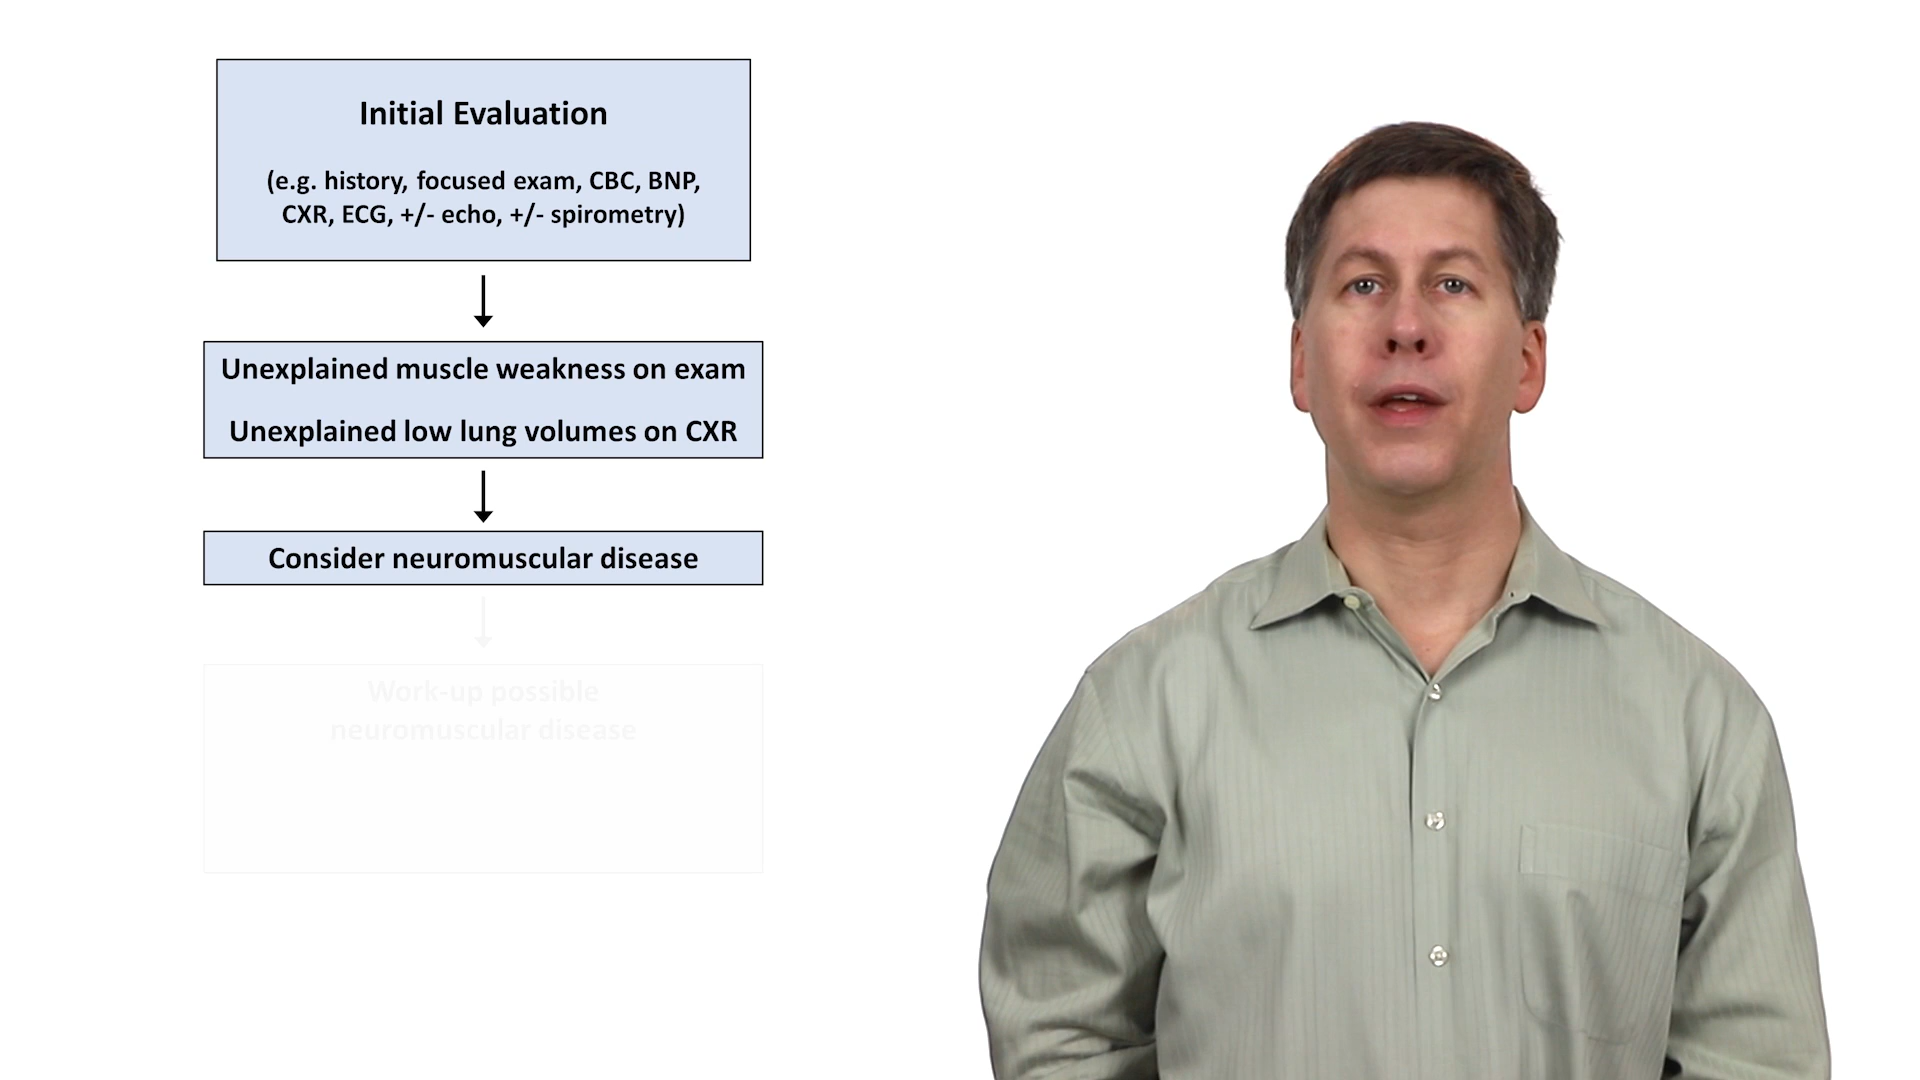 Initial Evaluation
(e.g. history, focused exam, CBC, BNP,
CXR, ECG, +/- echo, +/- spirometry)
Unexplained muscle weakness on exam
Unexplained low lung volumes on CXR
Consider neuromuscular disease
Work-up possible
neuromuscular disease